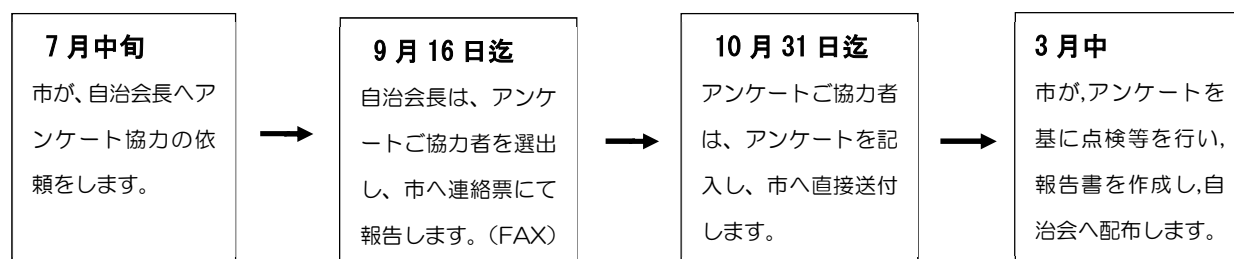 7月中旬
市が、自治会長へア
ンケート協力の依
頼をします。
9月16日迄
自治会長は、アンケ
ートご協力者を選出
し、市へ連絡票にて
報告します。(FAX)
10月31日迄
アンケートご協力者
は、アンケートを記
入し、市へ直接送付
します。
3月中
市が,アンケートを
基に点検等を行い,
報告書を作成し,自
治会へ配布します。